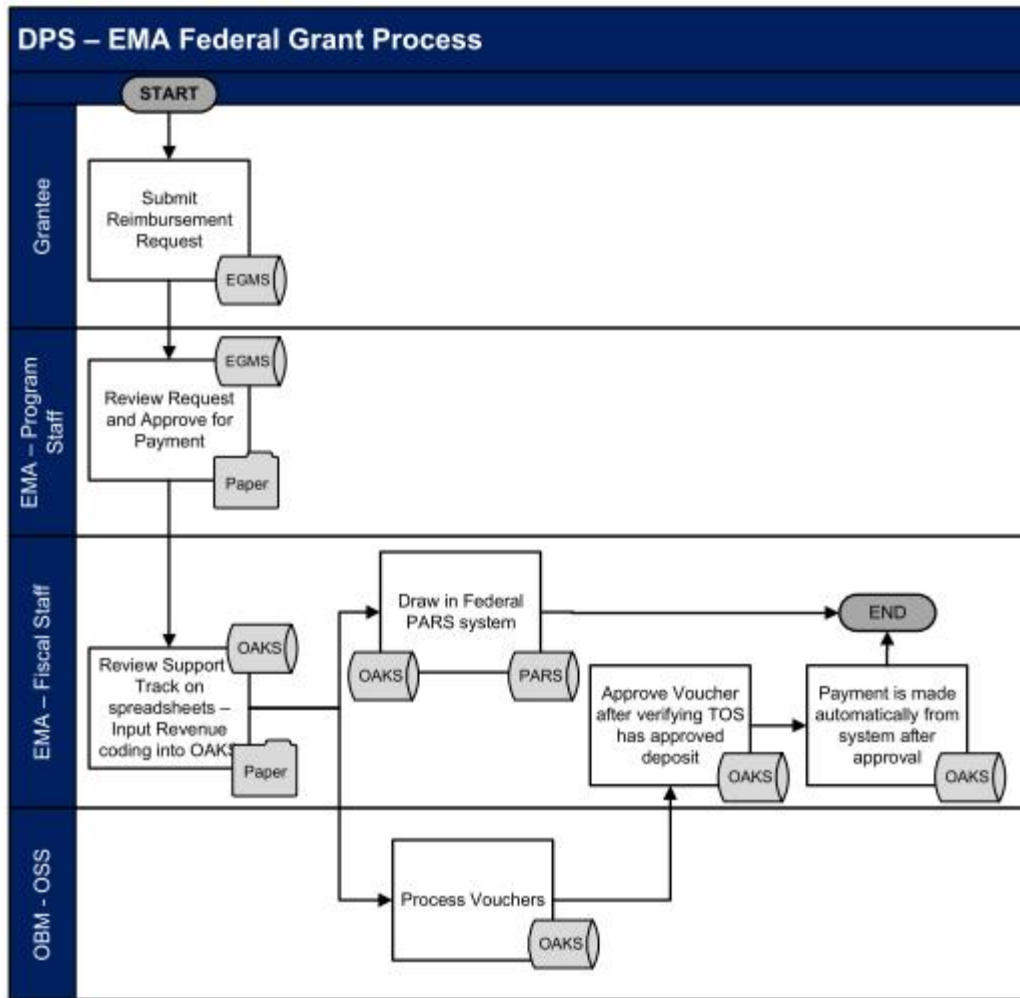 DPS – EMA Federal Grant Process
START
Grantee
Submit
Reimbursement
Request
EGMS
EMA – Program
Staff
EGMS
Review Request
and Approve for
Payment
Paper
EMA – Fiscal Staff
OAKS
Review Support
Track on
spreadsheets –
Input Revenue
coding into OAKS
Paper
Draw in Federal
PARS system
OAKS
PARS
END
Approve Voucher
after verifying TOS
has approved
deposit
OAKS
Payment is made
automatically from
system after
approval
OAKS
OBM - OSS
Process Vouchers
OAKS